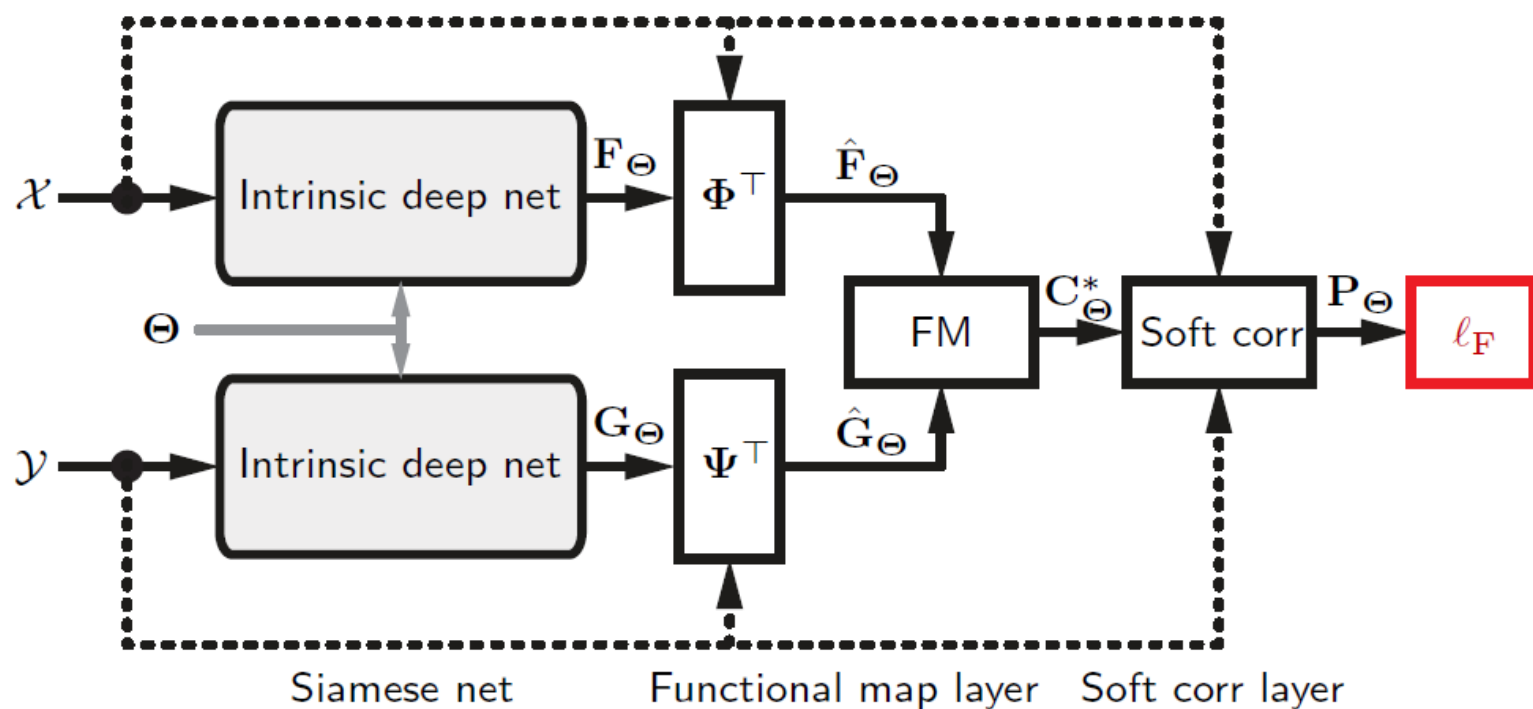 𝒳
Intrinsic deep net
F_Θ
Φ^⊤
F̂_Θ
Θ
FM
C*_Θ
Soft corr
P_Θ
ℓ_F
𝒴
Intrinsic deep net
G_Θ
Ψ^⊤
Ĝ_Θ
Siamese net
Functional map layer
Soft corr layer